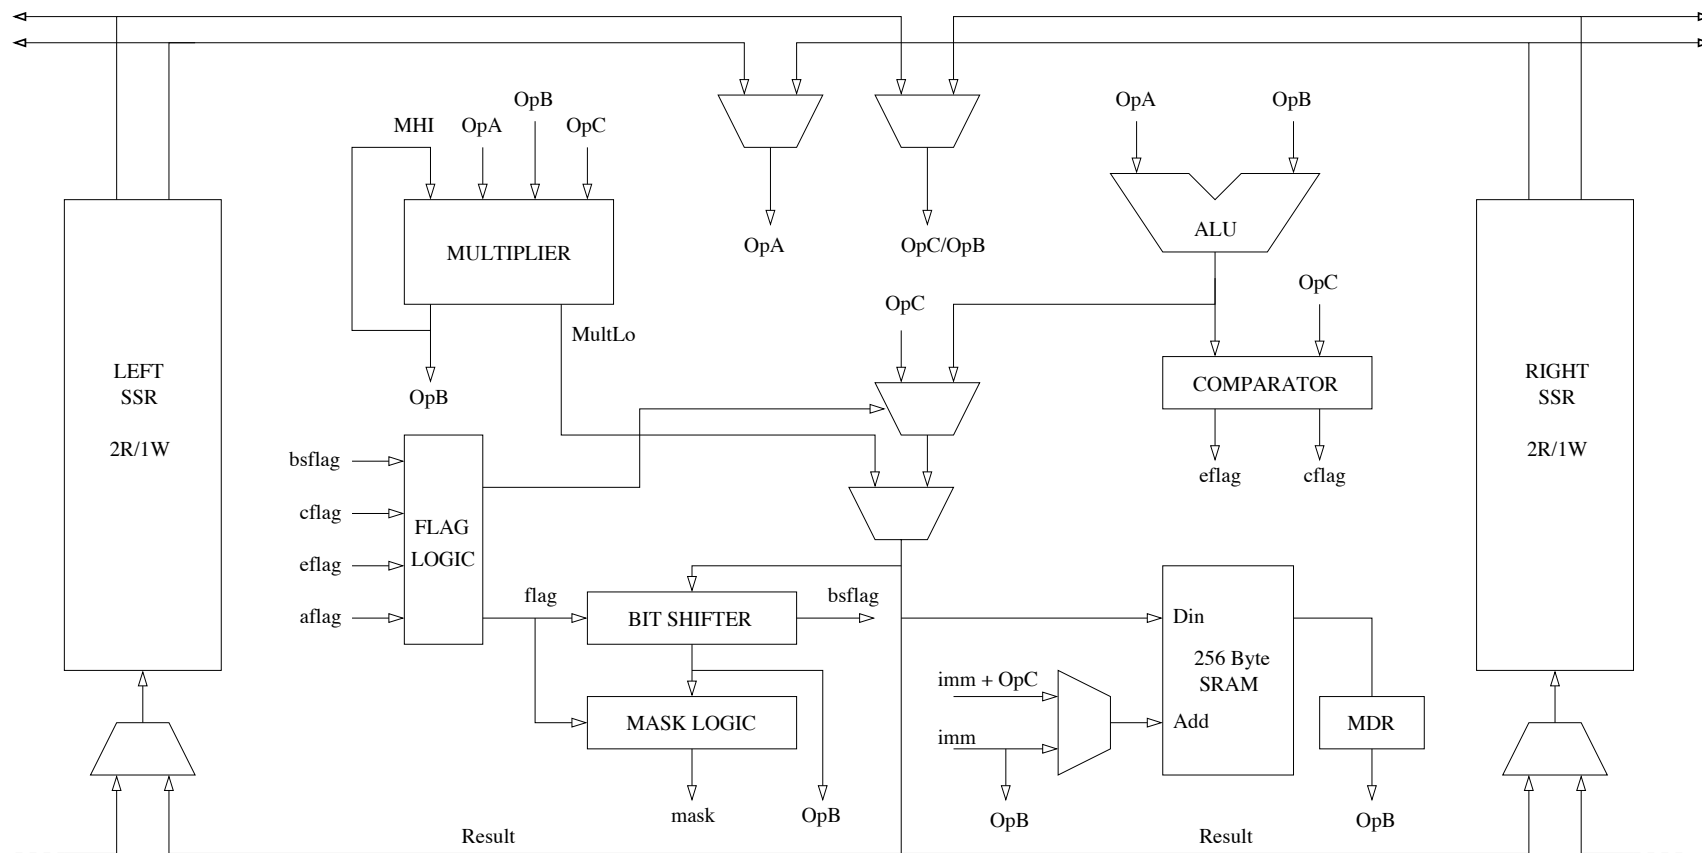 OpB
OpA
OpB
MHI
OpA
OpC
MULTIPLIER
OpA
OpC/OpB
ALU
OpC
OpC
MultLo
LEFT
SSR
2R/1W
OpB
COMPARATOR
RIGHT
SSR
2R/1W
bsflag
eflag
cflag
cflag
FLAG
LOGIC
eflag
aflag
flag
BIT SHIFTER
bsflag
Din
256 Byte
SRAM
imm + OpC
MASK LOGIC
Add
MDR
imm
mask
OpB
OpB
OpB
Result
Result